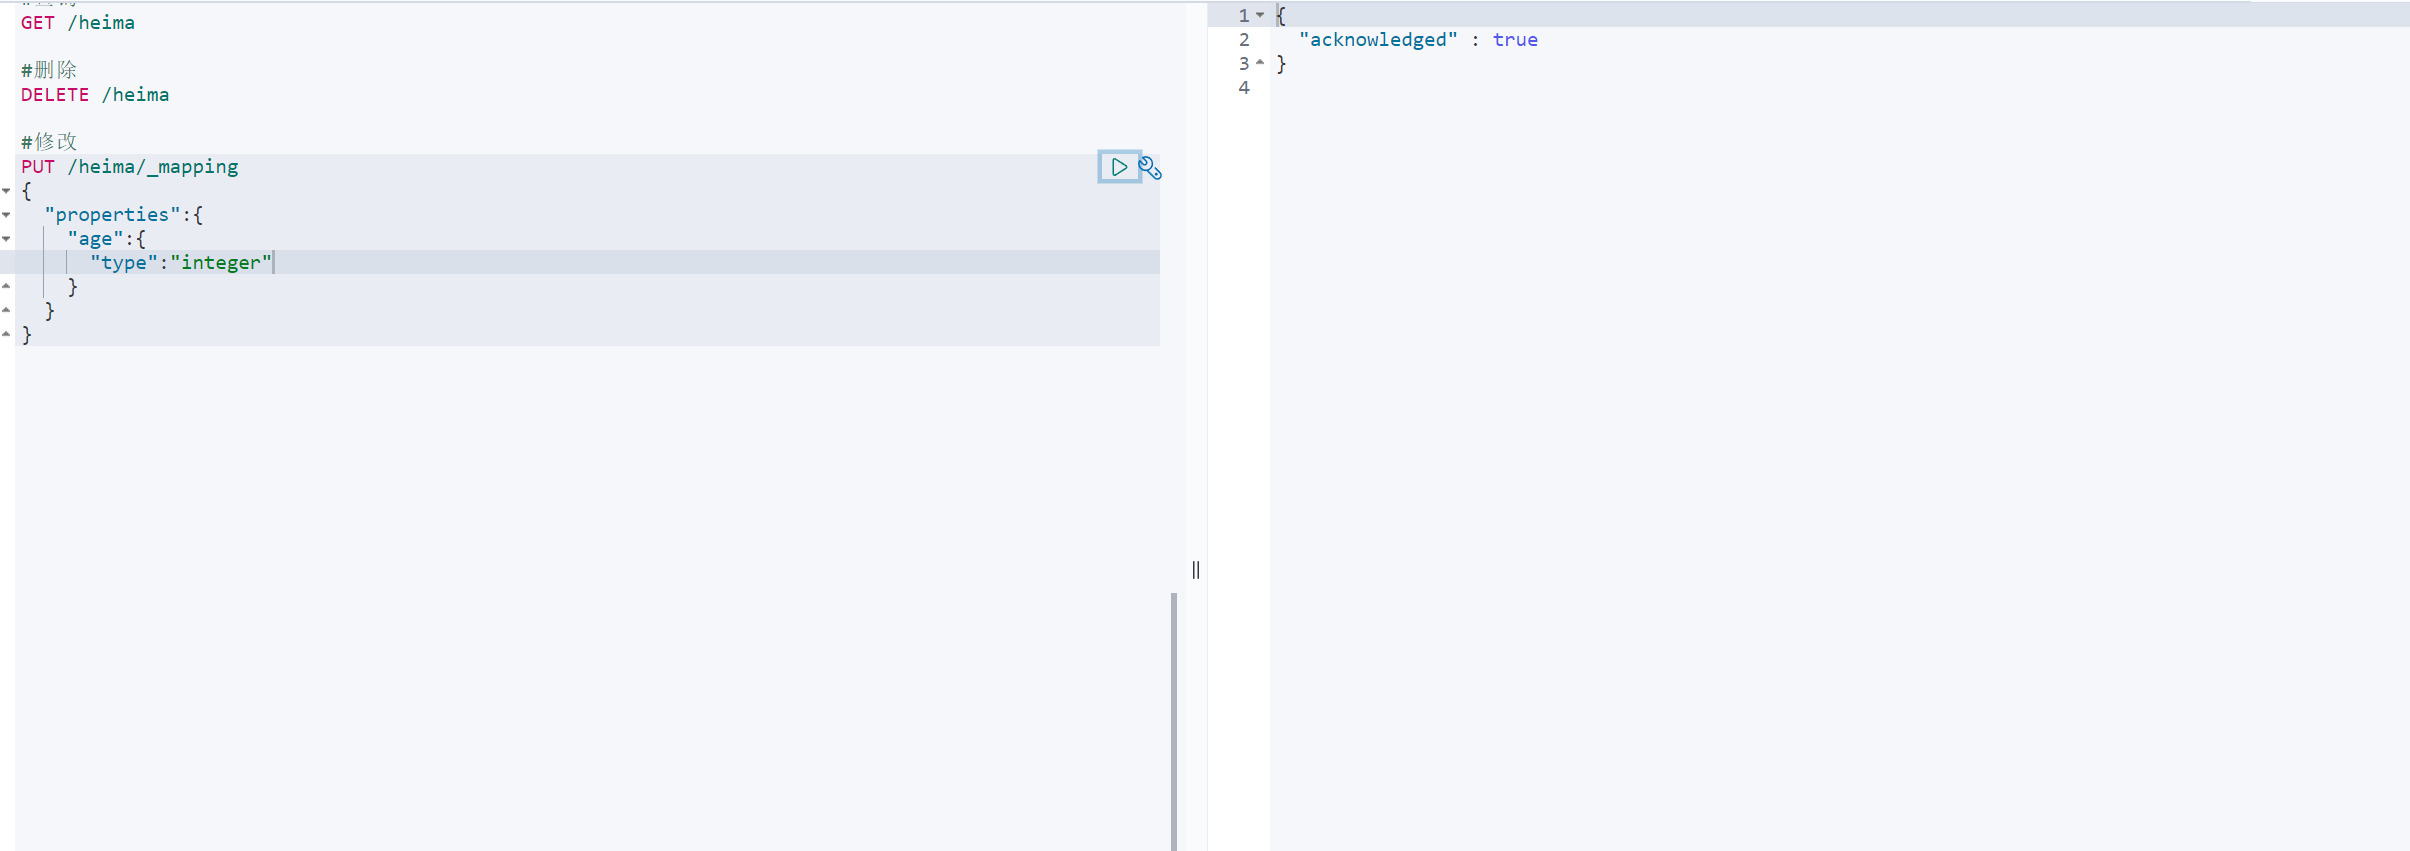 GET /heima
#删除
DELETE /heima
#修改
PUT /heima/_mapping
{
"properties":{
"age":{
"type":"integer"
}
}
}
1 {
2 "acknowledged" : true
3 }
4